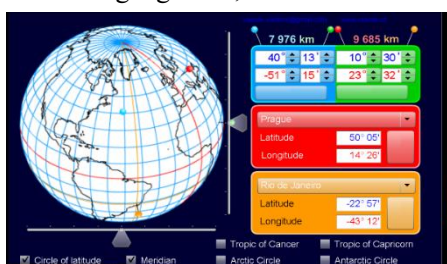 7 976 km 9 685 km
40° 13' 10° 30'
-51° 15' 23° 32'
Prague
Latitude 50° 05'
Longitude 14° 26'
Rio de Janeiro
Latitude -22° 57'
Longitude -43° 12'
Tropic of Cancer Tropic of Capricorn
Circle of latitude Meridian Arctic Circle Antarctic Circle